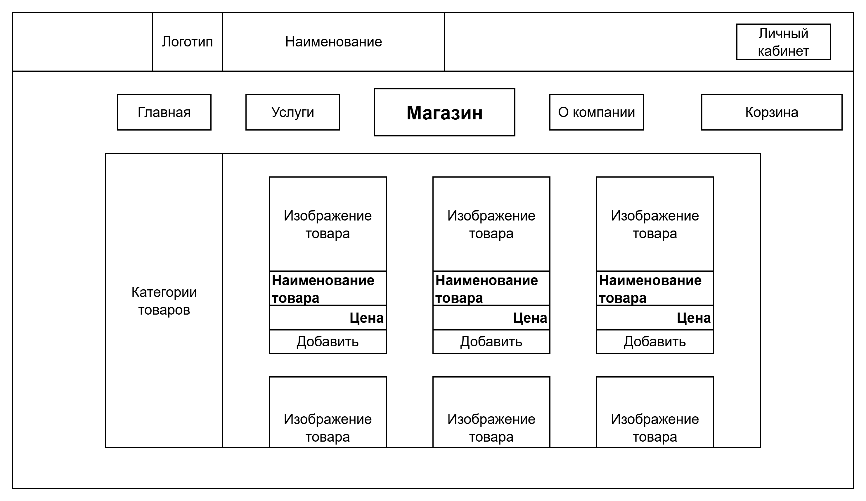 Логотип
Наименование
Личный
кабинет
Главная
Услуги
Магазин
О компании
Корзина
Категории
товаров
Изображение
товара
Наименование
товара
Цена
Добавить
Изображение
товара
Наименование
товара
Цена
Добавить
Изображение
товара
Наименование
товара
Цена
Добавить
Изображение
товара
Изображение
товара
Изображение
товара